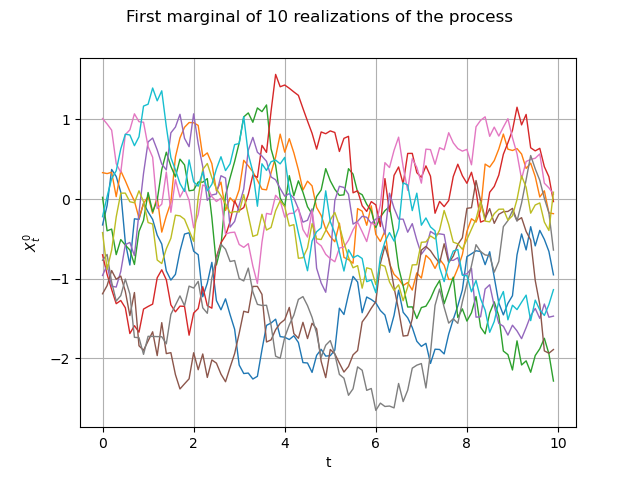 First marginal of 10 realizations of the process
X_t^0
1
0
−1
−2
0 2 4 6 8 10
t